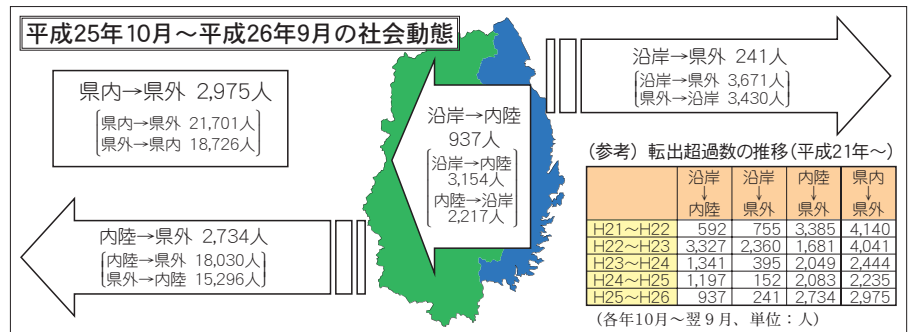 平成25年10月～平成26年9月の社会動態
県内→県外 2,975人
県内→県外 21,701人
県外→県内 18,726人
沿岸→県外 241人
沿岸→県外 3,671人
県外→沿岸 3,430人
沿岸→内陸
937人
沿岸→内陸
3,154人
内陸→沿岸
2,217人
内陸→県外 2,734人
内陸→県外 18,030人
県外→内陸 15,296人
(参考) 転出超過数の推移(平成21年～)
沿岸→内陸 沿岸→県外 内陸→県外 県内→県外
H21～H22 592 755 3,385 4,140
H22～H23 3,327 2,360 1,681 4,041
H23～H24 1,341 395 2,049 2,444
H24～H25 1,197 152 2,083 2,235
H25～H26 937 241 2,734 2,975
(各年10月～翌9月、単位：人)